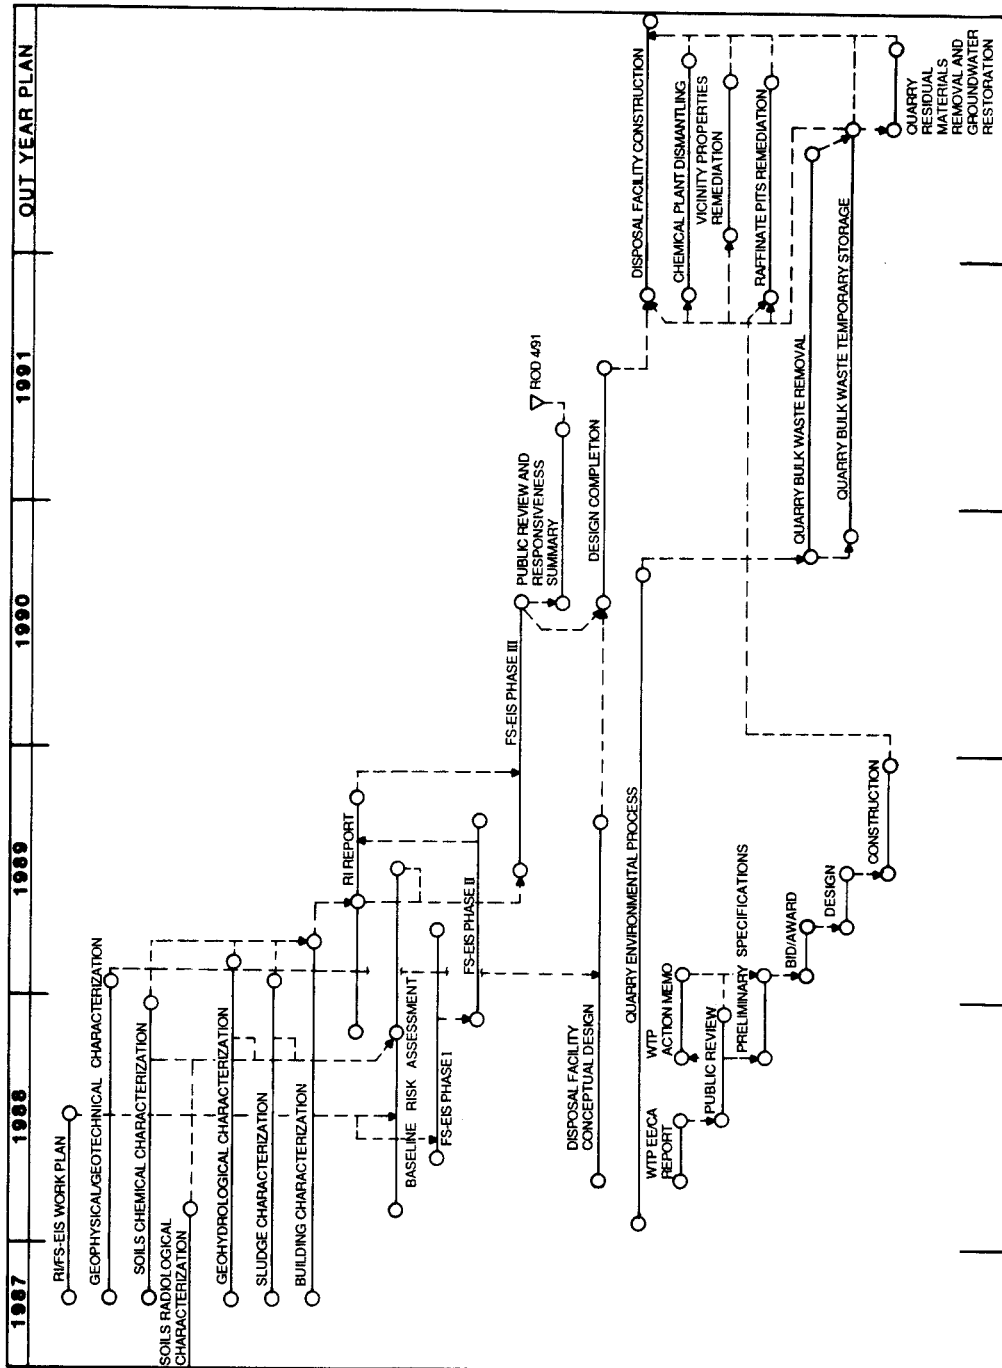 1987
1988
1989
1990
1991
OUT YEAR PLAN
RI/FS-EIS WORK PLAN
GEOPHYSICAL/GEOTECHNICAL CHARACTERIZATION
SOILS CHEMICAL CHARACTERIZATION
SOILS RADIOLOGICAL
CHARACTERIZATION
GEOHYDROLOGICAL CHARACTERIZATION
SLUDGE CHARACTERIZATION
BUILDING CHARACTERIZATION
RI REPORT
BASELINE RISK ASSESSMENT
FS-EIS PHASE I
FS-EIS PHASE II
FS-EIS PHASE III
PUBLIC REVIEW AND
RESPONSIVENESS
SUMMARY
ROD 4/91
DISPOSAL FACILITY
CONCEPTUAL DESIGN
DESIGN COMPLETION
QUARRY ENVIRONMENTAL PROCESS
DISPOSAL FACILITY CONSTRUCTION
WTP EE/CA
REPORT
WTP
ACTION MEMO
CHEMICAL PLANT DISMANTLING
PUBLIC REVIEW
VICINITY PROPERTIES
REMEDIATION
PRELIMINARY SPECIFICATIONS
RAFFINATE PITS REMEDIATION
BID/AWARD
QUARRY BULK WASTE REMOVAL
DESIGN
QUARRY BULK WASTE TEMPORARY STORAGE
CONSTRUCTION
QUARRY
RESIDUAL
MATERIALS
REMOVAL AND
GROUNDWATER
RESTORATION